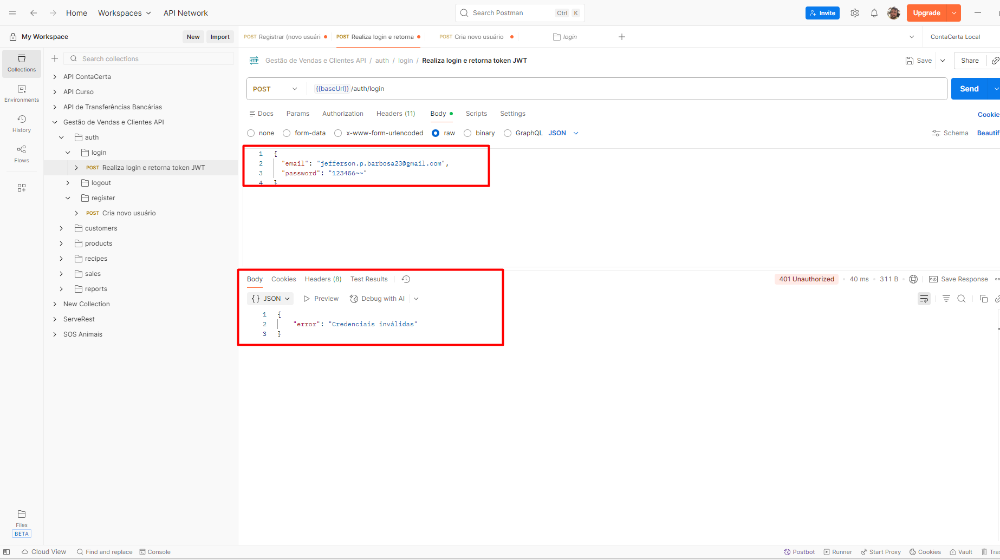 Home Workspaces API Network Search Postman Ctrl K Invite Upgrade
My Workspace New Import
POST Registrar (novo usuári POST Realiza login e retorna POST Cria novo usuário login ContaCerta Local
Collections
Environments
History
Flows
Files
BETA
Search collections
API ContaCerta
API Curso
API de Transferências Bancárias
Gestão de Vendas e Clientes API
auth
login
POST Realiza login e retorna token JWT
logout
register
POST Cria novo usuário
customers
products
recipes
sales
reports
New Collection
ServeRest
SOS Animais
HTTP Gestão de Vendas e Clientes API / auth / login / Realiza login e retorna token JWT Save Share
POST {{baseUrl}} /auth/login Send
Docs Params Authorization Headers (11) Body Scripts Settings Cookie
none form-data x-www-form-urlencoded raw binary GraphQL JSON Schema Beautif
1 {
2 "email": "jefferson.p.barbosa23@gmail.com",
3 "password": "123456~~"
4 }
Body Cookies Headers (8) Test Results 401 Unauthorized 40 ms 311 B e.g. Save Response
{} JSON Preview Debug with AI
1 {
2 "error": "Credenciais inválidas"
3 }
Cloud View Find and replace Console Postbot Runner Start Proxy Cookies Vault Tras